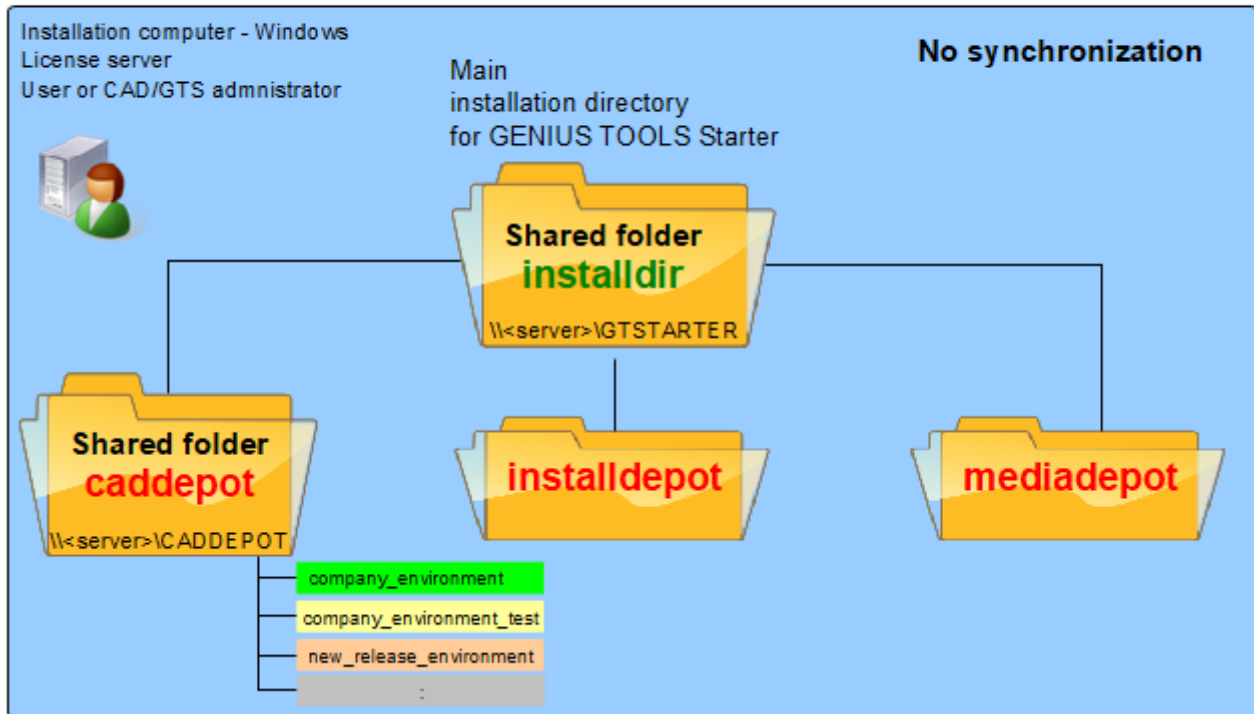 Installation computer - Windows
License server
User or CAD/GTS admnistrator
No synchronization
Main
installation directory
for GENIUS TOOLS Starter
Shared folder
installdir
\\<server>\GTSTARTER
Shared folder
caddepot
\\<server>\CADDEPOT
installdepot
mediadepot
company_environment
company_environment_test
new_release_environment
: